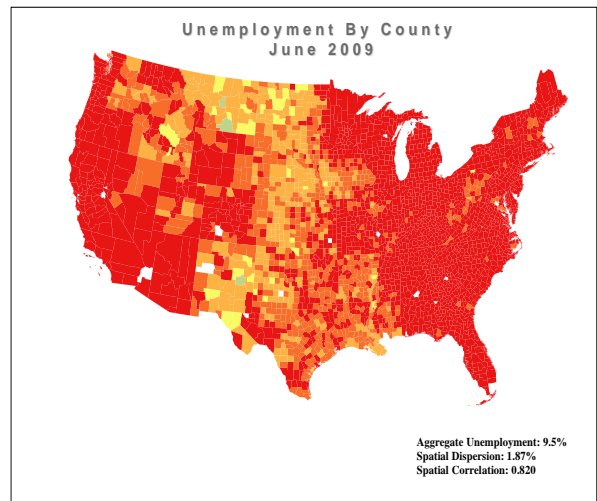 Unemployment By County
June 2009
Aggregate Unemployment: 9.5%
Spatial Dispersion: 1.87%
Spatial Correlation: 0.820